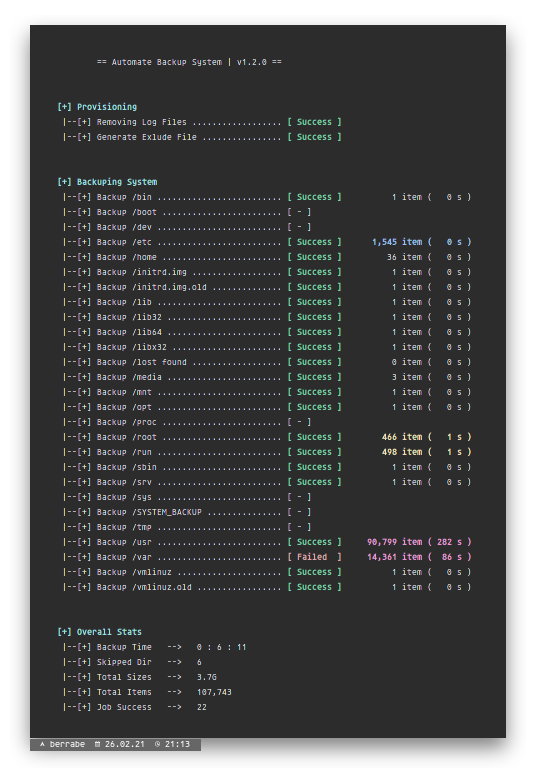 == Automate Backup System | v1.2.0 ==
[+] Provisioning
|--[+] Removing Log Files ................. [ Success ]
|--[+] Generate Exlude File ............... [ Success ]
[+] Backuping System
|--[+] Backup /bin ........................ [ Success ] 1 item ( 0 s )
|--[+] Backup /boot ....................... [ - ]
|--[+] Backup /dev ........................ [ - ]
|--[+] Backup /etc ........................ [ Success ] 1,545 item ( 0 s )
|--[+] Backup /home ....................... [ Success ] 36 item ( 0 s )
|--[+] Backup /initrd.img ................. [ Success ] 1 item ( 0 s )
|--[+] Backup /initrd.img.old ............. [ Success ] 1 item ( 0 s )
|--[+] Backup /lib ........................ [ Success ] 1 item ( 0 s )
|--[+] Backup /lib32 ...................... [ Success ] 1 item ( 0 s )
|--[+] Backup /lib64 ...................... [ Success ] 1 item ( 0 s )
|--[+] Backup /libx32 ..................... [ Success ] 1 item ( 0 s )
|--[+] Backup /lost found ................. [ Success ] 0 item ( 0 s )
|--[+] Backup /media ...................... [ Success ] 3 item ( 0 s )
|--[+] Backup /mnt ........................ [ Success ] 1 item ( 0 s )
|--[+] Backup /opt ........................ [ Success ] 1 item ( 0 s )
|--[+] Backup /proc ....................... [ - ]
|--[+] Backup /root ....................... [ Success ] 466 item ( 1 s )
|--[+] Backup /run ........................ [ Success ] 498 item ( 1 s )
|--[+] Backup /sbin ....................... [ Success ] 1 item ( 0 s )
|--[+] Backup /srv ........................ [ Success ] 1 item ( 0 s )
|--[+] Backup /sys ........................ [ - ]
|--[+] Backup /SYSTEM_BACKUP .............. [ - ]
|--[+] Backup /tmp ........................ [ - ]
|--[+] Backup /usr ........................ [ Success ] 90,799 item ( 282 s )
|--[+] Backup /var ........................ [ Failed ] 14,361 item ( 86 s )
|--[+] Backup /vmlinuz .................... [ Success ] 1 item ( 0 s )
|--[+] Backup /vmlinuz.old ................ [ Success ] 1 item ( 0 s )
[+] Overall Stats
|--[+] Backup Time --> 0 : 6 : 11
|--[+] Skipped Dir --> 6
|--[+] Total Sizes --> 3.7G
|--[+] Total Items --> 107,743
|--[+] Job Success --> 22
berrabe 26.02.21 21:13